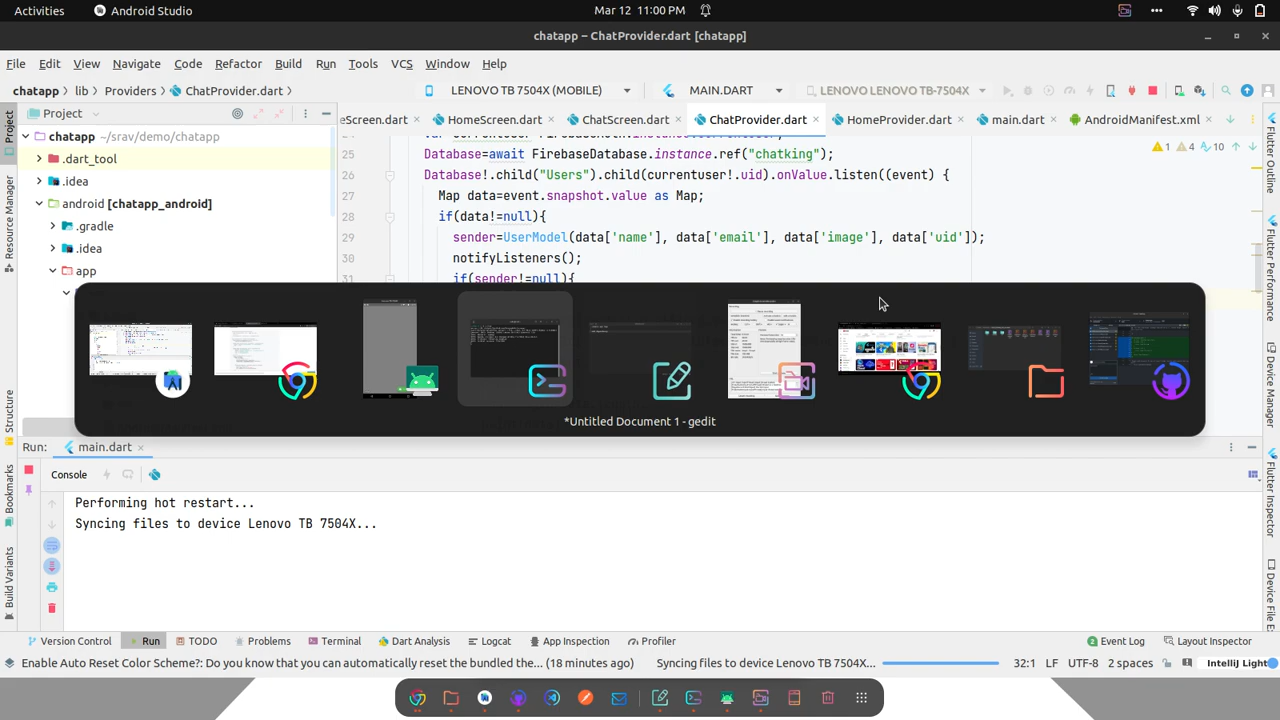 Activities
Android Studio
Mar 12 11:00 PM
chatapp – ChatProvider.dart [chatapp]
File Edit View Navigate Code Refactor Build Run Tools VCS Window Help
chatapp lib Providers ChatProvider.dart
LENOVO TB 7504X (MOBILE)
MAIN.DART
LENOVO LENOVO TB-7504X
Project
eScreen.dart
HomeScreen.dart
ChatScreen.dart
ChatProvider.dart
HomeProvider.dart
main.dart
AndroidManifest.xml
chatapp ~/srav/demo/chatapp
.dart_tool
.idea
android [chatapp_android]
.gradle
.idea
app
1 4 10
25 Database=await FirebaseDatabase.instance.ref("chatking");
26 Database!.child("Users").child(currentuser!.uid).onValue.listen((event) {
27 Map data=event.snapshot.value as Map;
28 if(data!=null){
29 sender=UserModel(data['name'], data['email'], data['image'], data['uid']);
30 notifyListeners();
31 if(sender!=null){
*Untitled Document 1 - gedit
Project
Resource Manager
Structure
Bookmarks
Build Variants
Flutter Outline
Flutter Performance
Device Manager
Flutter Inspector
Run: main.dart
Console
Performing hot restart...
Syncing files to device Lenovo TB 7504X...
Version Control Run TODO Problems Terminal Dart Analysis Logcat App Inspection Profiler
2 Event Log Layout Inspector
Enable Auto Reset Color Scheme?: Do you know that you can automatically reset the bundled the... (18 minutes ago)
Syncing files to device Lenovo TB 7504X...
32:1 LF UTF-8 2 spaces IntelliJ Light